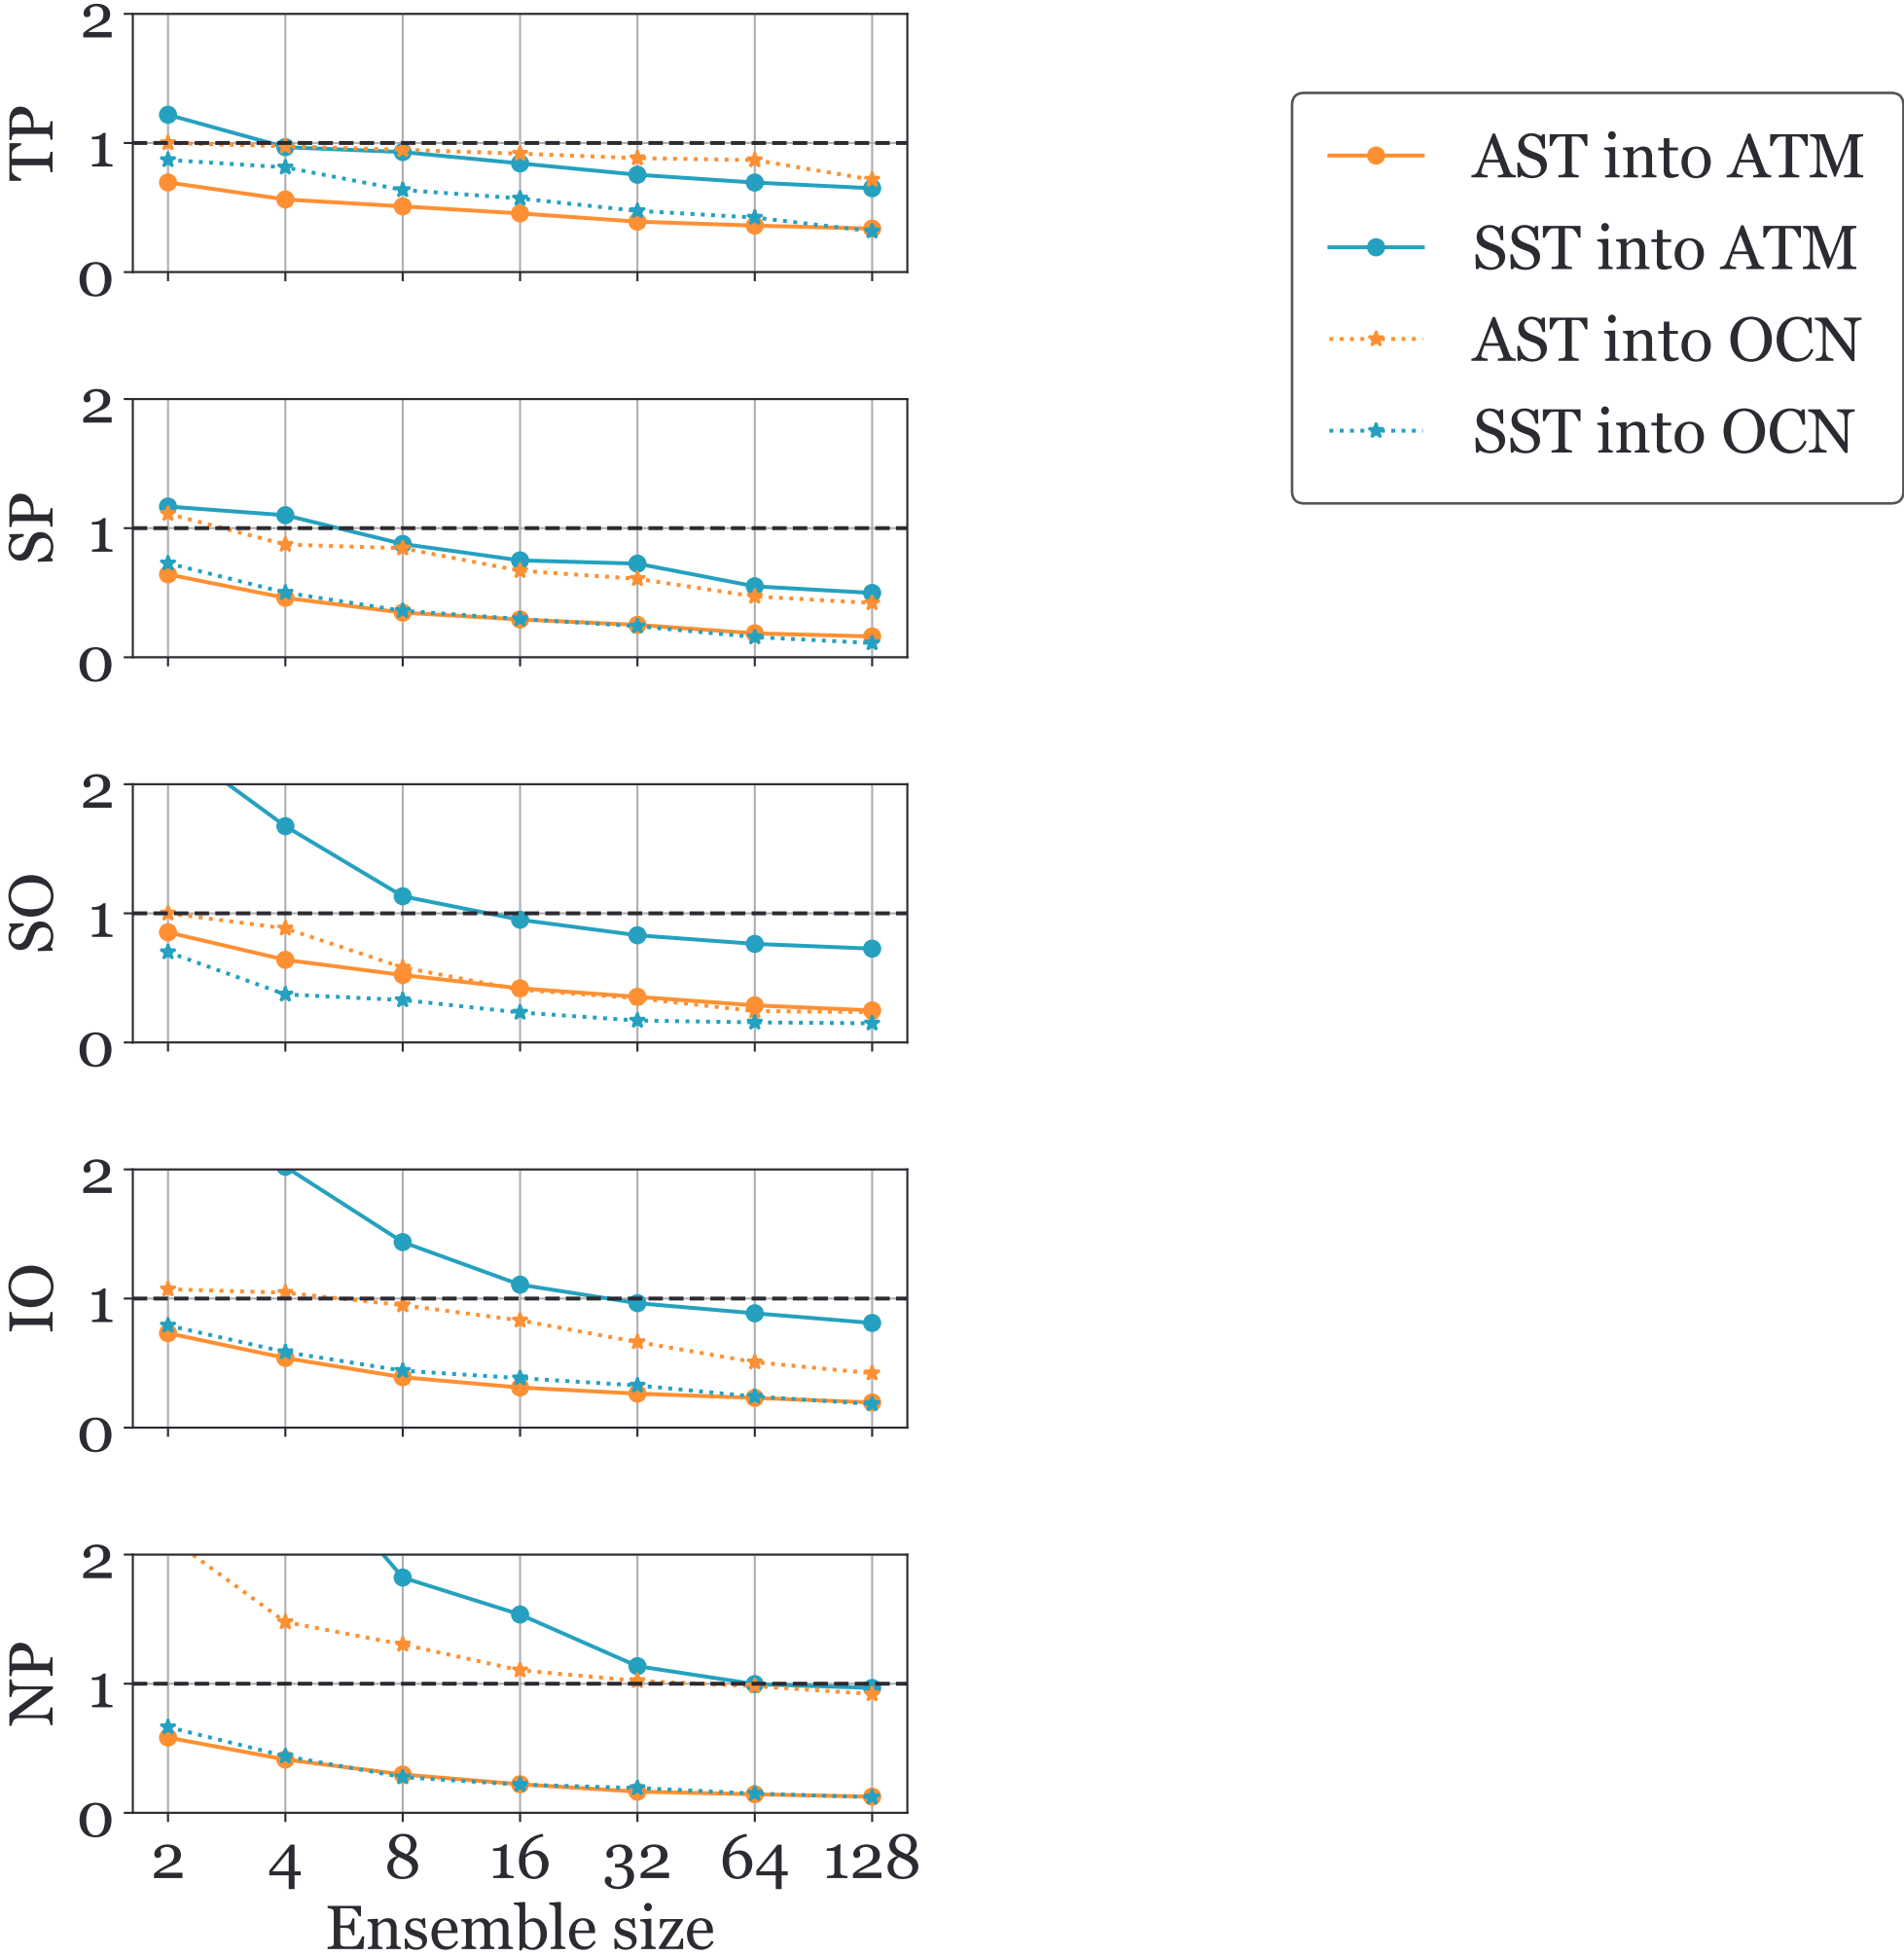 TP
2
1
0
AST into ATM
SST into ATM
AST into OCN
SST into OCN
SP
2
1
0
SO
2
1
0
IO
2
1
0
NP
2
1
0
2 4 8 16 32 64 128
Ensemble size